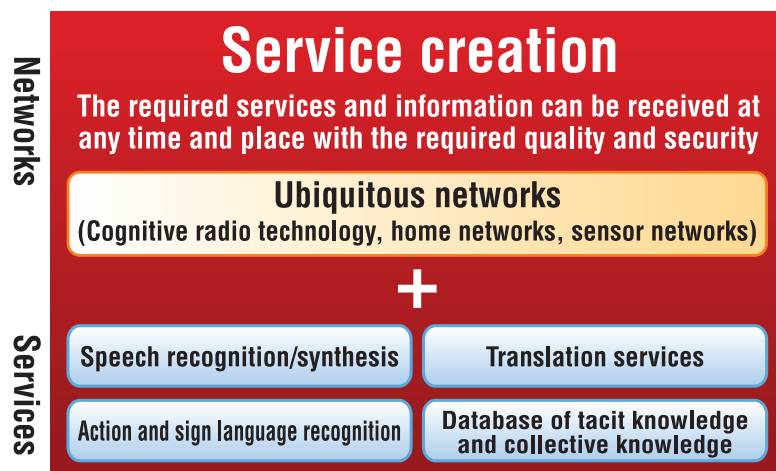 Networks
Service creation
The required services and information can be received at
any time and place with the required quality and security
Ubiquitous networks
(Cognitive radio technology, home networks, sensor networks)
+
Services
Speech recognition/synthesis
Translation services
Action and sign language recognition
Database of tacit knowledge
and collective knowledge